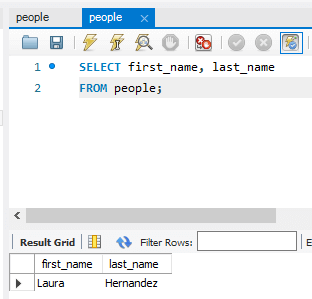 people people ×
1 SELECT first_name, last_name
2 FROM people;
Result Grid Filter Rows: E
first_name last_name
Laura Hernandez